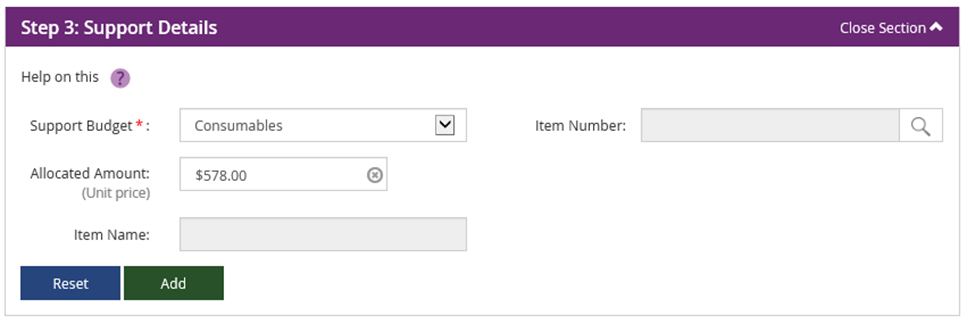 Step 3: Support Details Close Section
Help on this ?
Support Budget * : Consumables Item Number:
Allocated Amount: $578.00
(Unit price)
Item Name:
Reset Add